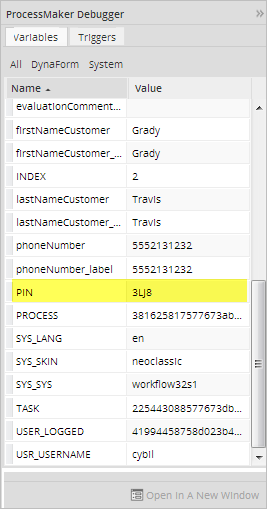 ProcessMaker Debugger »
Variables Triggers
All DynaForm System
Name Value
evaluationComment...
firstNameCustomer Grady
firstNameCustomer_... Grady
INDEX 2
lastNameCustomer Travis
lastNameCustomer_... Travis
phoneNumber 5552131232
phoneNumber_label 5552131232
PIN 3LJ8
PROCESS 381625817577673ab...
SYS_LANG en
SYS_SKIN neoclassic
SYS_SYS workflow32s1
TASK 225443088577673db...
USER_LOGGED 41994458758d023b4...
USR_USERNAME cybil
Open In A New Window